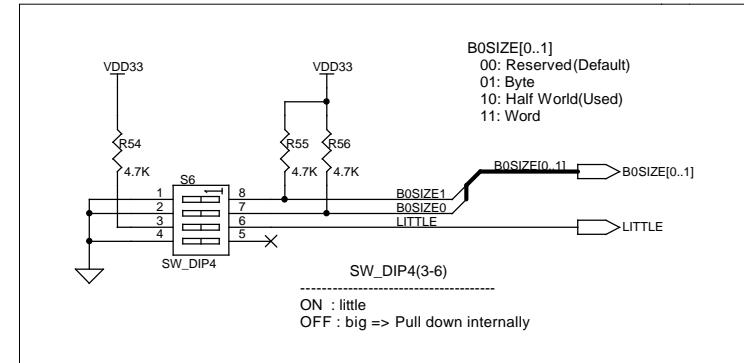 B0SIZE[0..1]
00: Reserved(Default)
01: Byte
10: Half World(Used)
11: Word
VDD33
VDD33
R54
4.7K
R55
4.7K
R56
4.7K
S6
1
2
3
4
8
7
6
5
SW_DIP4
B0SIZE1
B0SIZE0
LITTLE
B0SIZE[0..1]
B0SIZE[0..1]
LITTLE
SW_DIP4(3-6)
-------------------------------------
ON : little
OFF : big => Pull down internally